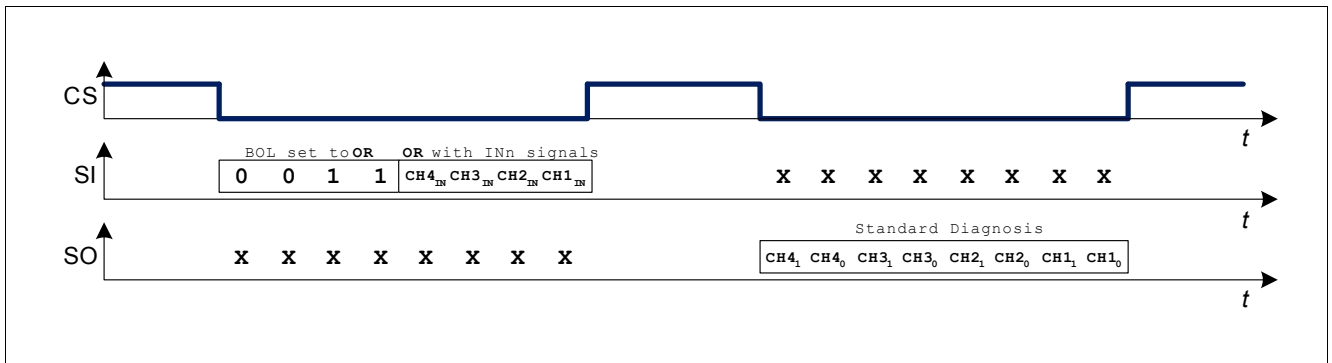 CS
t
BOL set to OR OR with INn signals
SI 0 0 1 1 CH4IN CH3IN CH2IN CH1IN X X X X X X X X
t
Standard Diagnosis
SO X X X X X X X X CH41 CH40 CH31 CH30 CH21 CH20 CH11 CH10
t